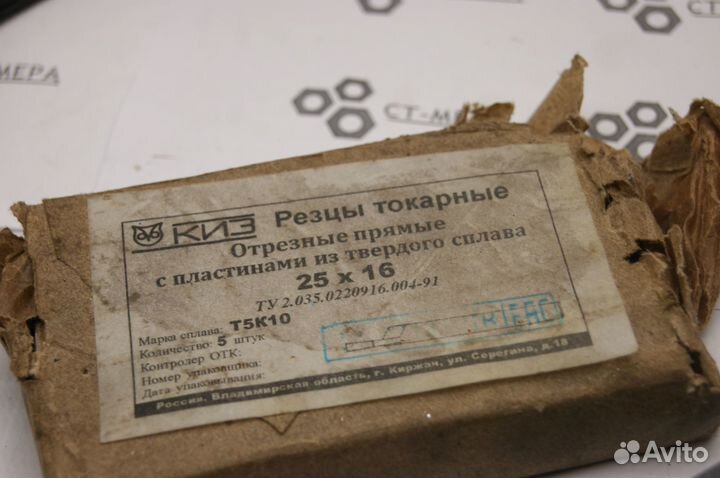 СТ-МЕРА
МЕРА
КИЗ Резцы токарные
Отрезные прямые
с пластинами из твердого сплава
25 x 16
ТУ 2.035.0220916.004-91
Марка сплава: Т5К10
Количество: 5 штук
Контролер ОТК:
Номер упаковщика:
Дата упаковывания:
Россия, Владимирская область, г. Киржач, ул. Серегина, д.18
Avito